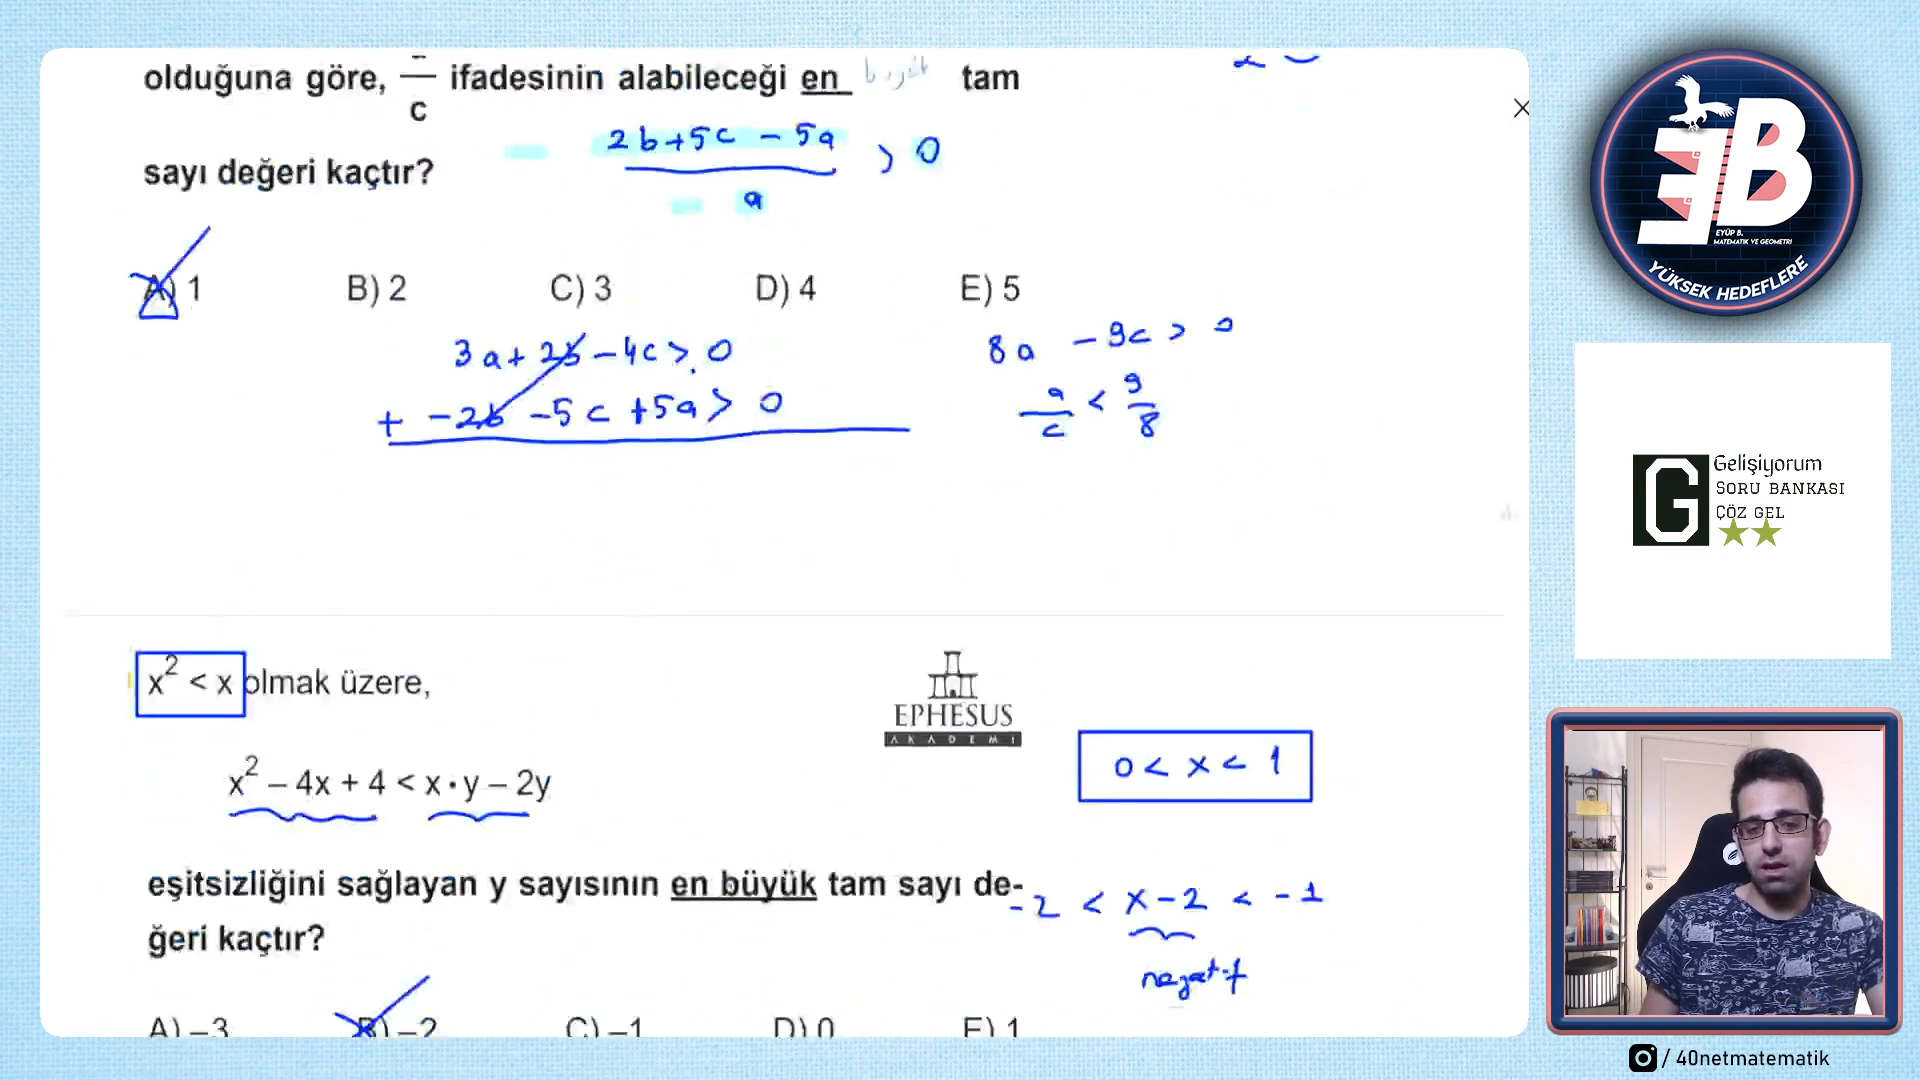 olduğuna göre, — ifadesinin alabileceği en büyük tam
c
sayı değeri kaçtır?
2b+5c - 5a > 0
a
A) 1 B) 2 C) 3 D) 4 E) 5
3a + 2b - 4c > 0
+ -2b - 5c + 5a > 0
8a - 9c > 0
a/c < 9/8
x² < x olmak üzere,
EPHESUS
AKADEMİ
x² – 4x + 4 < x · y – 2y
0 < x < 1
eşitsizliğini sağlayan y sayısının en büyük tam sayı de-
ğeri kaçtır?
-2 < x-2 < -1
negatif
A) –3 B) –2 C) –1 D) 0 E) 1
EB
EYÜP B.
MATEMATİK VE GEOMETRİ
YÜKSEK HEDEFLERE
G
Gelişiyorum
SORU BANKASI
ÇÖZ GEL
/ 40netmatematik